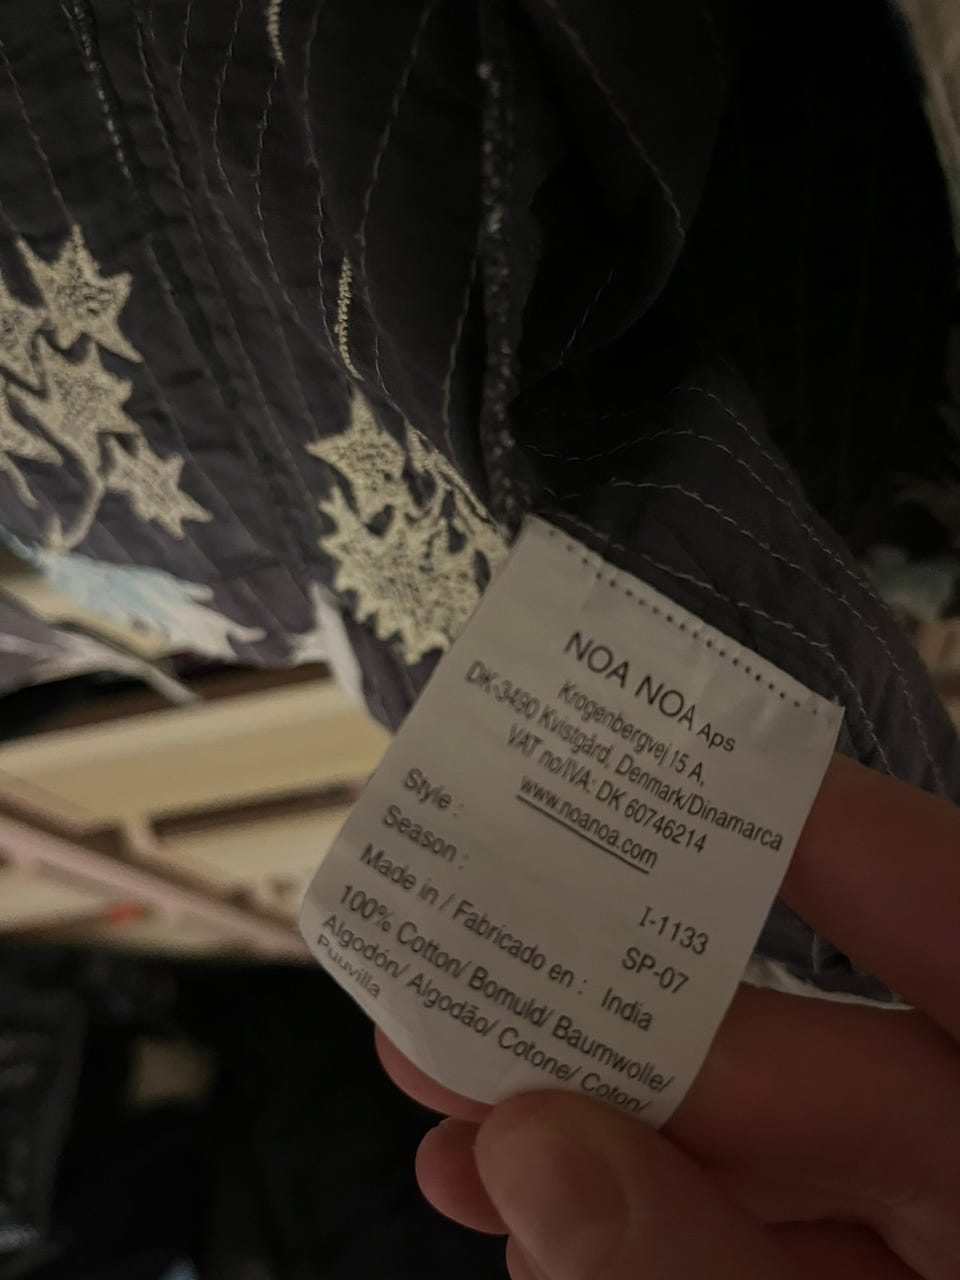 NOA NOA Aps
Krogenbergvej 15 A,
DK-3490 Kvistgård, Denmark/Dinamarca
VAT no/IVA: DK 60746214
www.noanoa.com
Style : I-1133
Season : SP-07
Made in / Fabricado en : India
100% Cotton/ Bomuld/ Baumwolle/
Algodón/ Algodão/ Cotone/ Coton/
Puuvilla